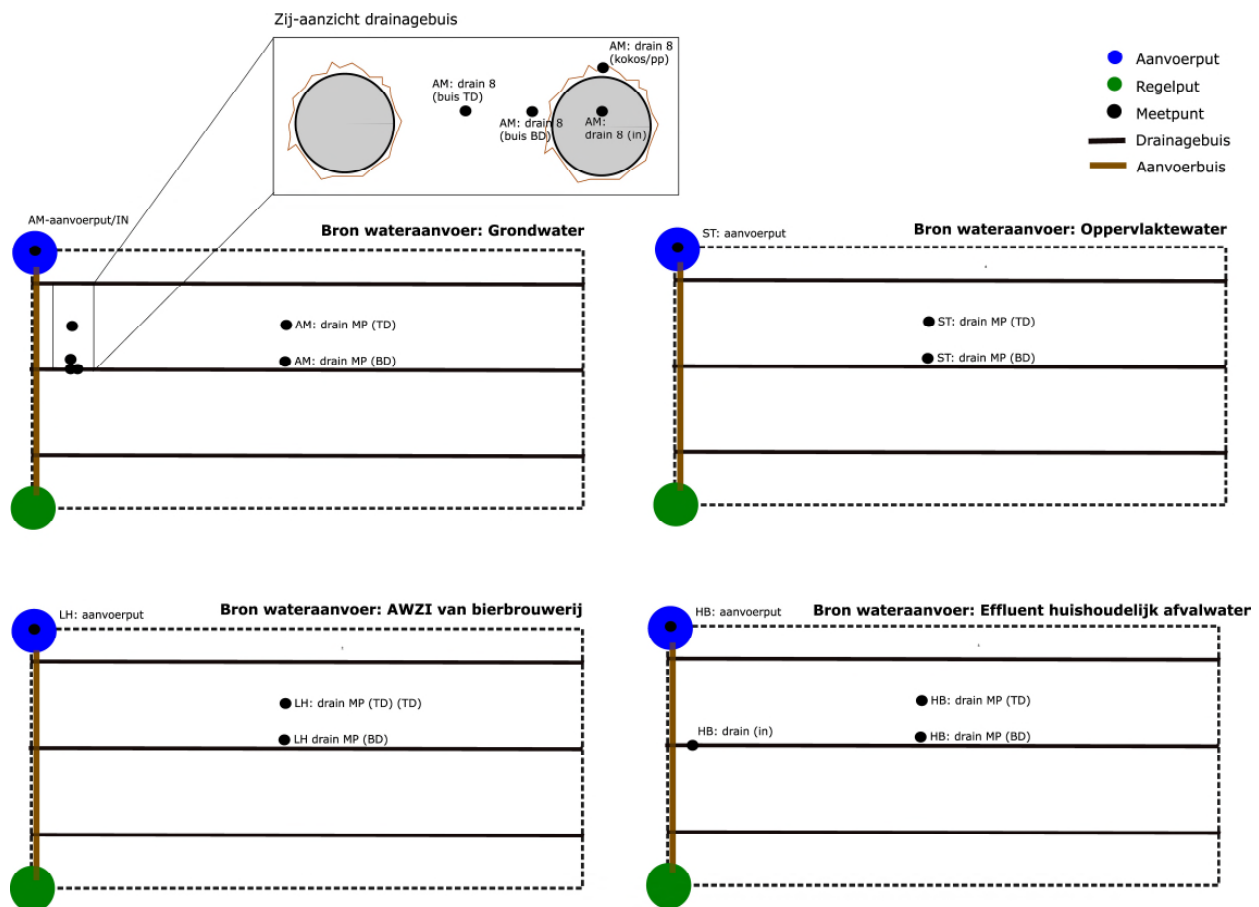 Zij-aanzicht drainagebuis
AM: drain 8
(kokos/pp)
AM: drain 8
(buis TD)
AM: drain 8
(buis BD)
AM:
drain 8 (in)
Aanvoerput
Regelput
Meetpunt
Drainagebuis
Aanvoerbuis
AM-aanvoerput/IN
Bron wateraanvoer: Grondwater
AM: drain MP (TD)
AM: drain MP (BD)
ST: aanvoerput
Bron wateraanvoer: Oppervlaktewater
ST: drain MP (TD)
ST: drain MP (BD)
LH: aanvoerput
Bron wateraanvoer: AWZI van bierbrouwerij
LH: drain MP (TD) (TD)
LH drain MP (BD)
HB: aanvoerput
Bron wateraanvoer: Effluent huishoudelijk afvalwater
HB: drain MP (TD)
HB: drain (in)
HB: drain MP (BD)